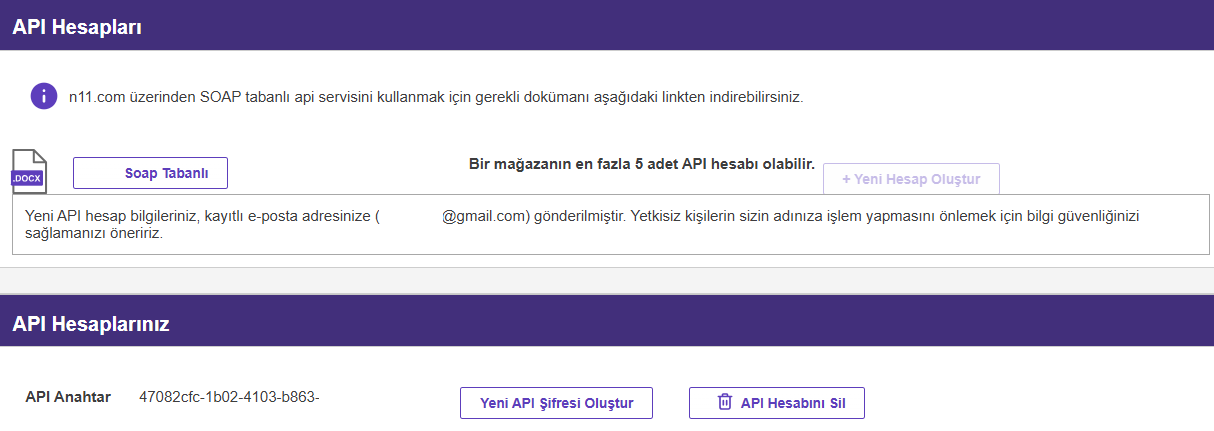 API Hesapları
n11.com üzerinden SOAP tabanlı api servisini kullanmak için gerekli dokümanı aşağıdaki linkten indirebilirsiniz.
.DOCX
Soap Tabanlı
Bir mağazanın en fazla 5 adet API hesabı olabilir.
+ Yeni Hesap Oluştur
Yeni API hesap bilgileriniz, kayıtlı e-posta adresinize ( @gmail.com) gönderilmiştir. Yetkisiz kişilerin sizin adınıza işlem yapmasını önlemek için bilgi güvenliğinizi
sağlamanızı öneririz.
API Hesaplarınız
API Anahtar 47082cfc-1b02-4103-b863- Yeni API Şifresi Oluştur API Hesabını Sil